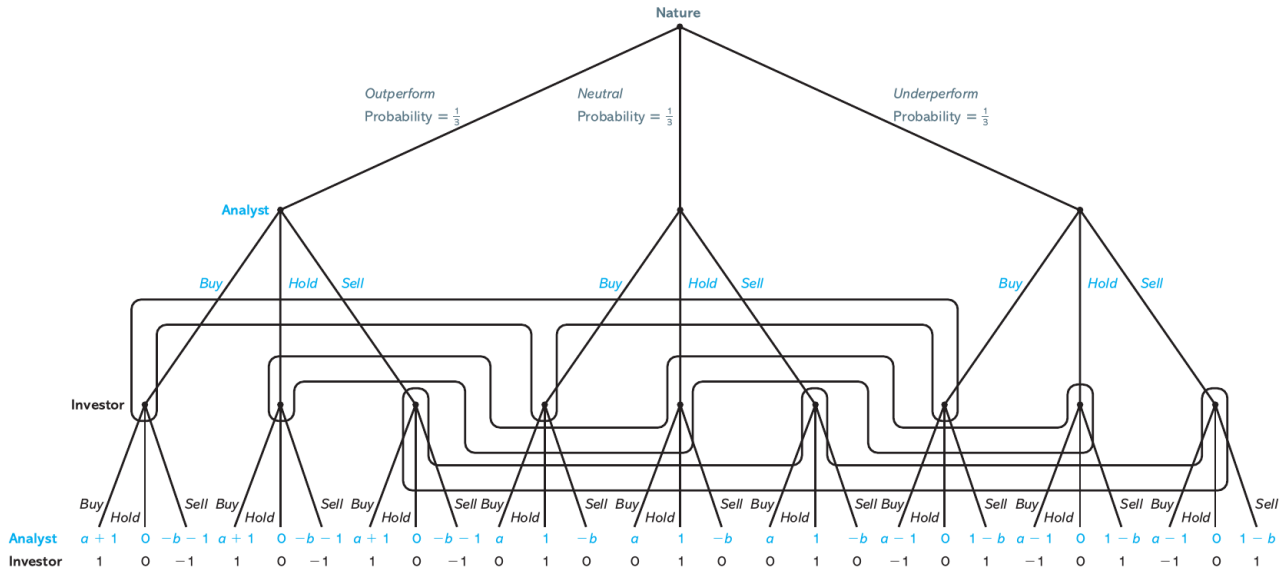 Nature
Outperform Neutral Underperform
Probability = 1/3 Probability = 1/3 Probability = 1/3
Analyst
Buy Hold Sell Buy Hold Sell Buy Hold Sell
Investor
Buy Sell Buy Sell Buy Sell Buy Sell Buy Sell Buy Sell Buy Sell Buy Sell Buy Sell
Hold Hold Hold Hold Hold Hold Hold Hold Hold
Analyst a + 1 0 −b − 1 a + 1 0 −b − 1 a + 1 0 −b − 1 a 1 −b a 1 −b a 1 −b a − 1 0 1 − b a − 1 0 1 − b a − 1 0 1 − b
Investor 1 0 −1 1 0 −1 1 0 −1 0 1 0 0 1 0 0 1 0 −1 0 1 −1 0 1 −1 0 1